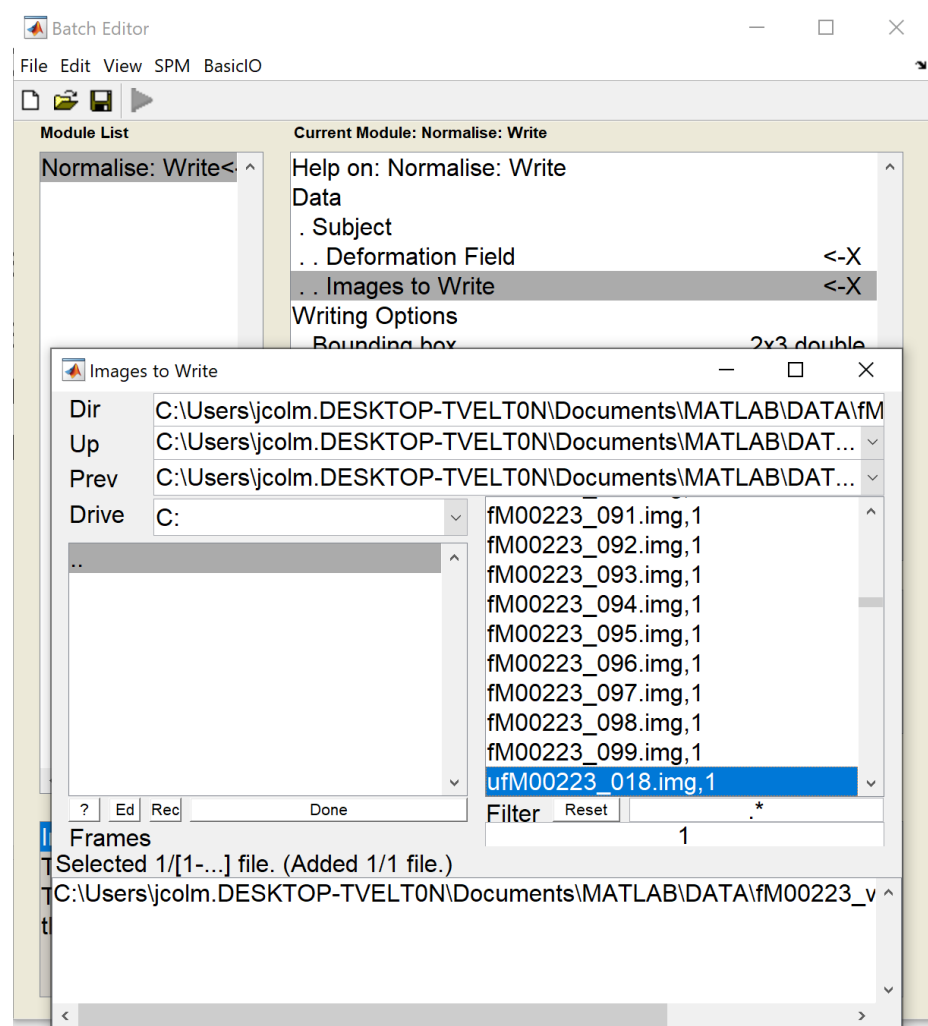 Batch Editor
File Edit View SPM BasicIO
Module List
Current Module: Normalise: Write
Normalise: Write<-
Help on: Normalise: Write
Data
. Subject
. . Deformation Field <-X
. . Images to Write <-X
Writing Options
Bounding box 2x3 double
Images to Write
Dir C:\Users\jcolm.DESKTOP-TVELT0N\Documents\MATLAB\DATA\fM
Up C:\Users\jcolm.DESKTOP-TVELT0N\Documents\MATLAB\DAT...
Prev C:\Users\jcolm.DESKTOP-TVELT0N\Documents\MATLAB\DAT...
Drive C:
..
fM00223_091.img,1
fM00223_092.img,1
fM00223_093.img,1
fM00223_094.img,1
fM00223_095.img,1
fM00223_096.img,1
fM00223_097.img,1
fM00223_098.img,1
fM00223_099.img,1
ufM00223_018.img,1
? Ed Rec Done
Filter Reset .*
Frames 1
Selected 1/[1-...] file. (Added 1/1 file.)
C:\Users\jcolm.DESKTOP-TVELT0N\Documents\MATLAB\DATA\fM00223_v